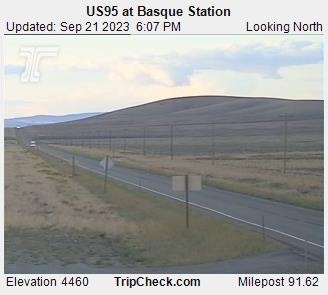 US95 at Basque Station
Updated: Sep 21 2023 6:07 PM Looking North
Elevation 4460 TripCheck.com Milepost 91.62